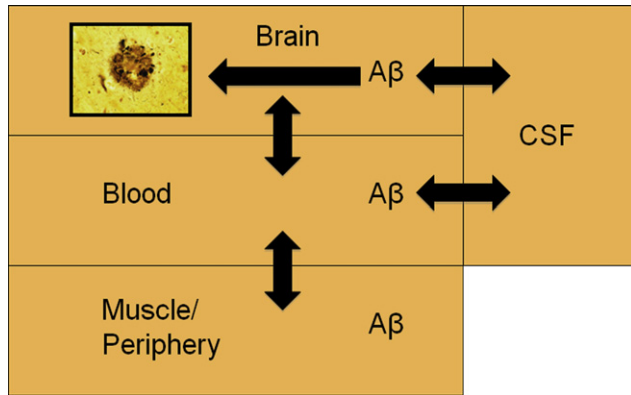 Brain
Aβ
CSF
Blood
Aβ
Muscle/
Periphery
Aβ